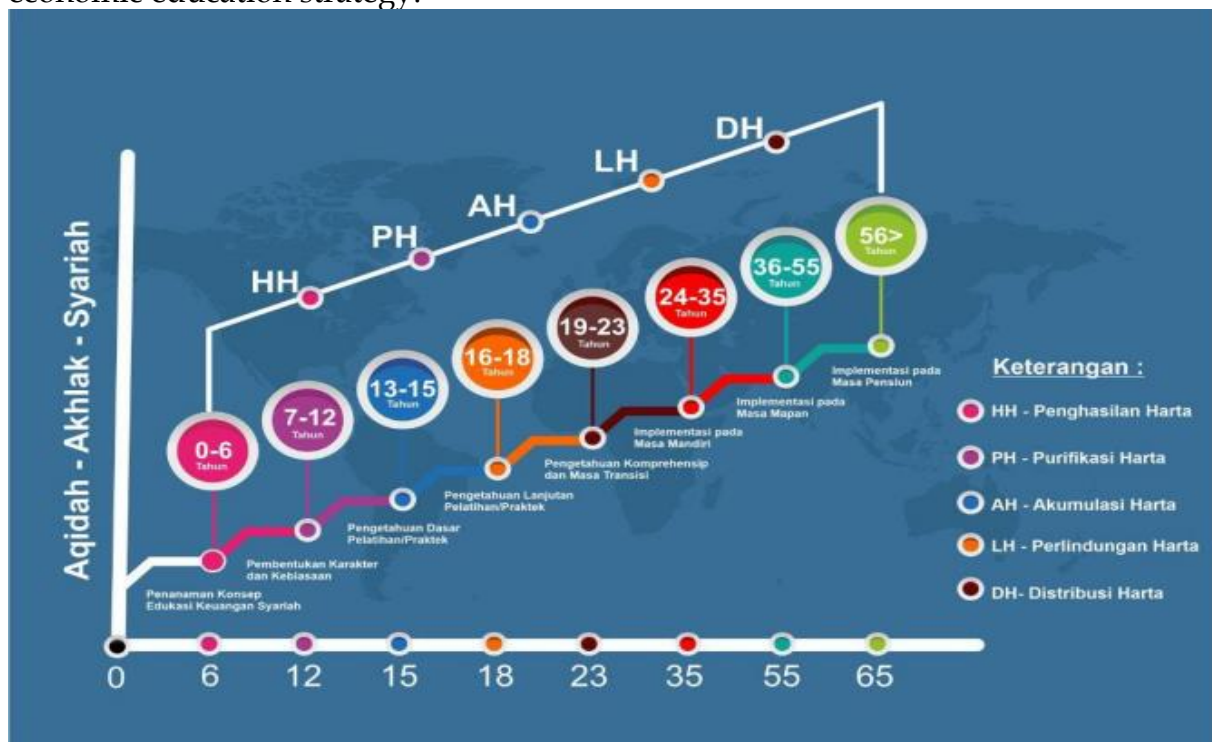 economic education strategy.
DH
LH
AH
PH
HH
Aqidah - Akhlak - Syariah
0-6
Tahun
7-12
Tahun
13-15
Tahun
16-18
Tahun
19-23
Tahun
24-35
Tahun
36-55
Tahun
56>
Tahun
Penanaman Konsep
Edukasi Keuangan Syariah
Pembentukan Karakter
dan Kebiasaan
Pengetahuan Dasar
Pelatihan/Praktek
Pengetahuan Lanjutan
Pelatihan/Praktek
Pengetahuan Komprehensip
dan Masa Transisi
Implementasi pada
Masa Mandiri
Implementasi pada
Masa Mapan
Implementasi pada
Masa Pensiun
Keterangan :
HH - Penghasilan Harta
PH - Purifikasi Harta
AH - Akumulasi Harta
LH - Perlindungan Harta
DH- Distribusi Harta
0 6 12 15 18 23 35 55 65